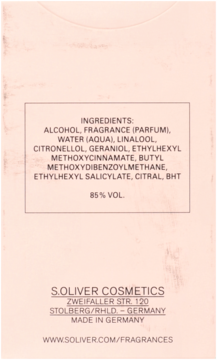 INGREDIENTS:
ALCOHOL, FRAGRANCE (PARFUM),
WATER (AQUA), LINALOOL,
CITRONELLOL, GERANIOL, ETHYLHEXYL
METHOXYCINNAMATE, BUTYL
METHOXYDIBENZOYLMETHANE,
ETHYLHEXYL SALICYLATE, CITRAL, BHT
85% VOL.
S.OLIVER COSMETICS
ZWEIFALLER STR. 120
STOLBERG/RHLD. – GERMANY
MADE IN GERMANY
WWW.SOLIVER.COM/FRAGRANCES